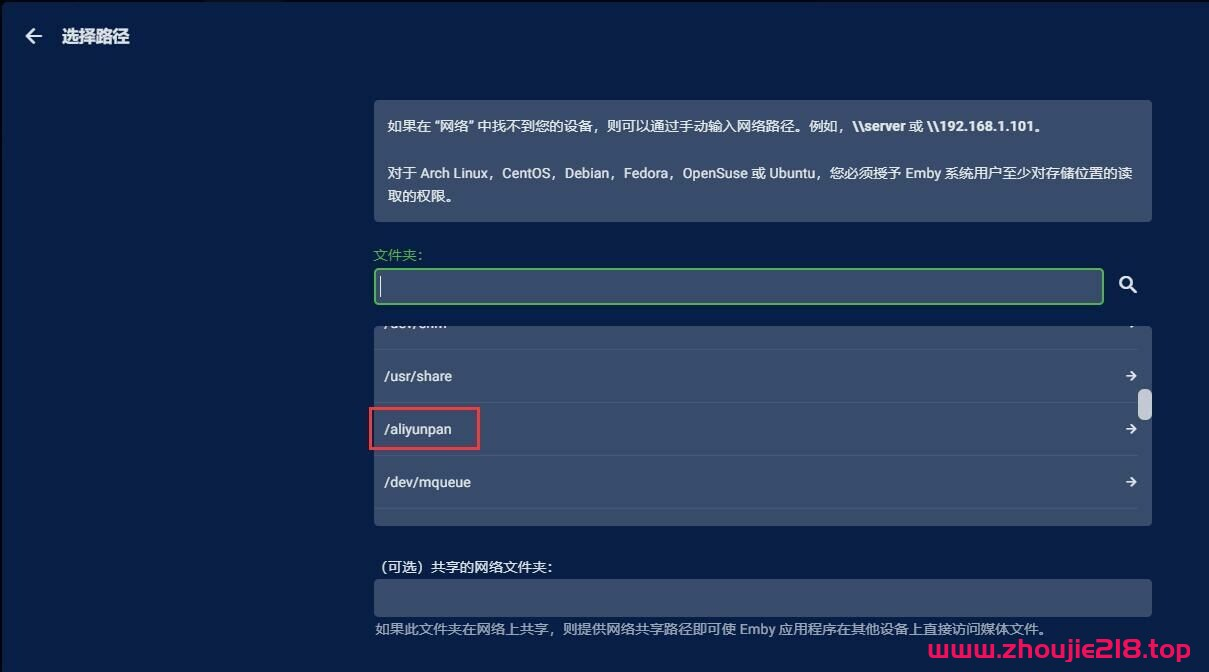 选择路径
如果在 “网络” 中找不到您的设备，则可以通过手动输入网络路径。例如，\\server 或 \\192.168.1.101。
对于 Arch Linux，CentOS，Debian，Fedora，OpenSuse 或 Ubuntu，您必须授予 Emby 系统用户至少对存储位置的读
取的权限。
文件夹：
/usr/share
/aliyunpan
/dev/mqueue
（可选）共享的网络文件夹：
如果此文件夹在网络上共享，则提供网络共享路径即可使 Emby 应用程序在其他设备上直接访问媒体文件。
www.zhoujie218.top